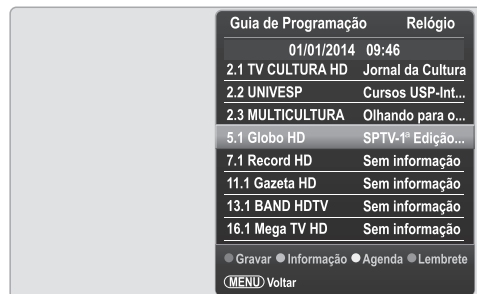 Guia de Programação Relógio
01/01/2014 09:46
2.1 TV CULTURA HD Jornal da Cultura
2.2 UNIVESP Cursos USP-Int...
2.3 MULTICULTURA Olhando para o...
5.1 Globo HD SPTV-1ª Edição...
7.1 Record HD Sem informação
11.1 Gazeta HD Sem informação
13.1 BAND HDTV Sem informação
16.1 Mega TV HD Sem informação
Gravar Informação Agenda Lembrete
MENU Voltar